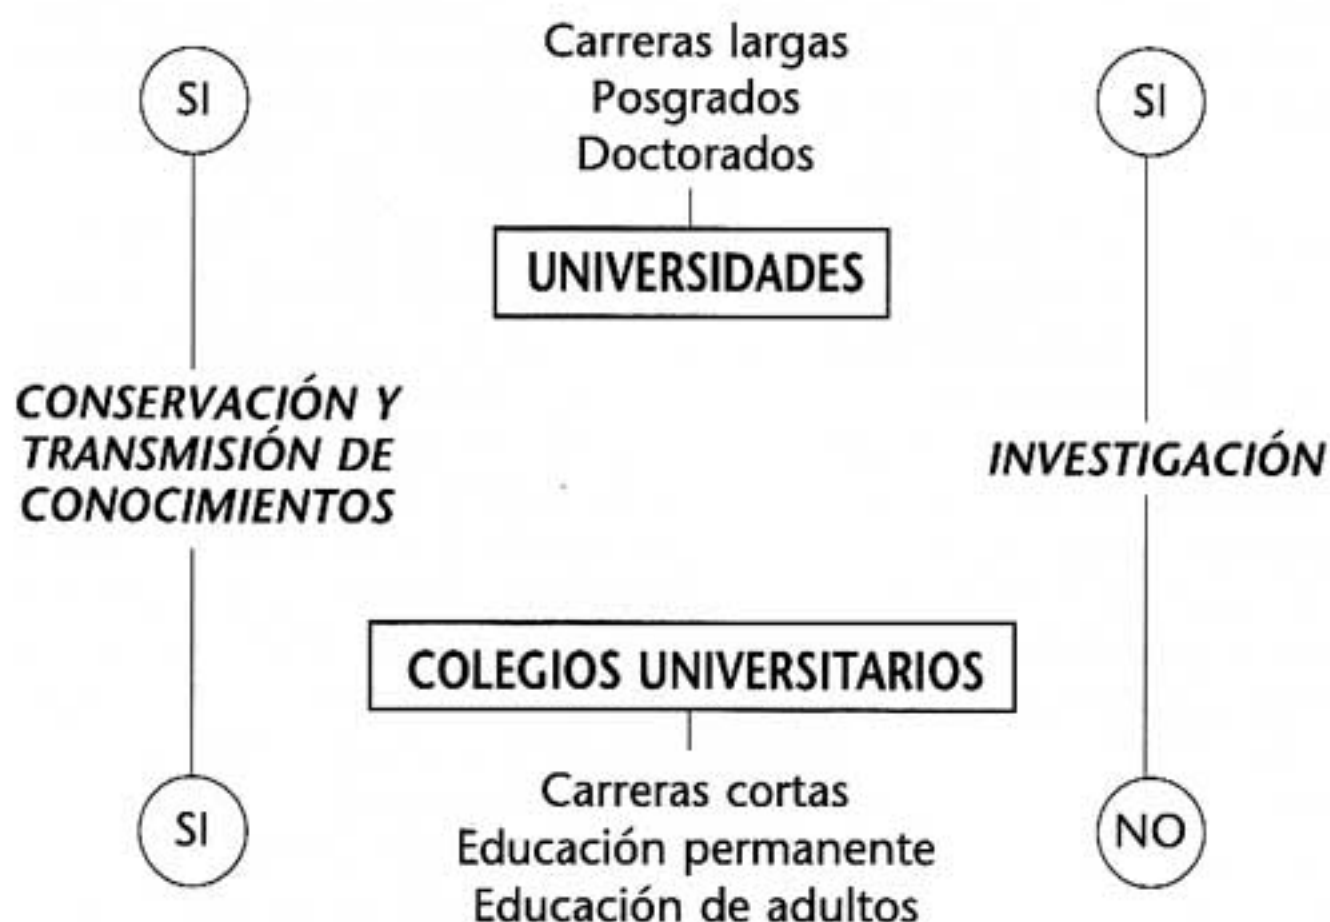 Carreras largas
Posgrados
Doctorados
SI
SI
UNIVERSIDADES
CONSERVACIÓN Y
TRANSMISIÓN DE
CONOCIMIENTOS
INVESTIGACIÓN
COLEGIOS UNIVERSITARIOS
SI
NO
Carreras cortas
Educación permanente
Educación de adultos